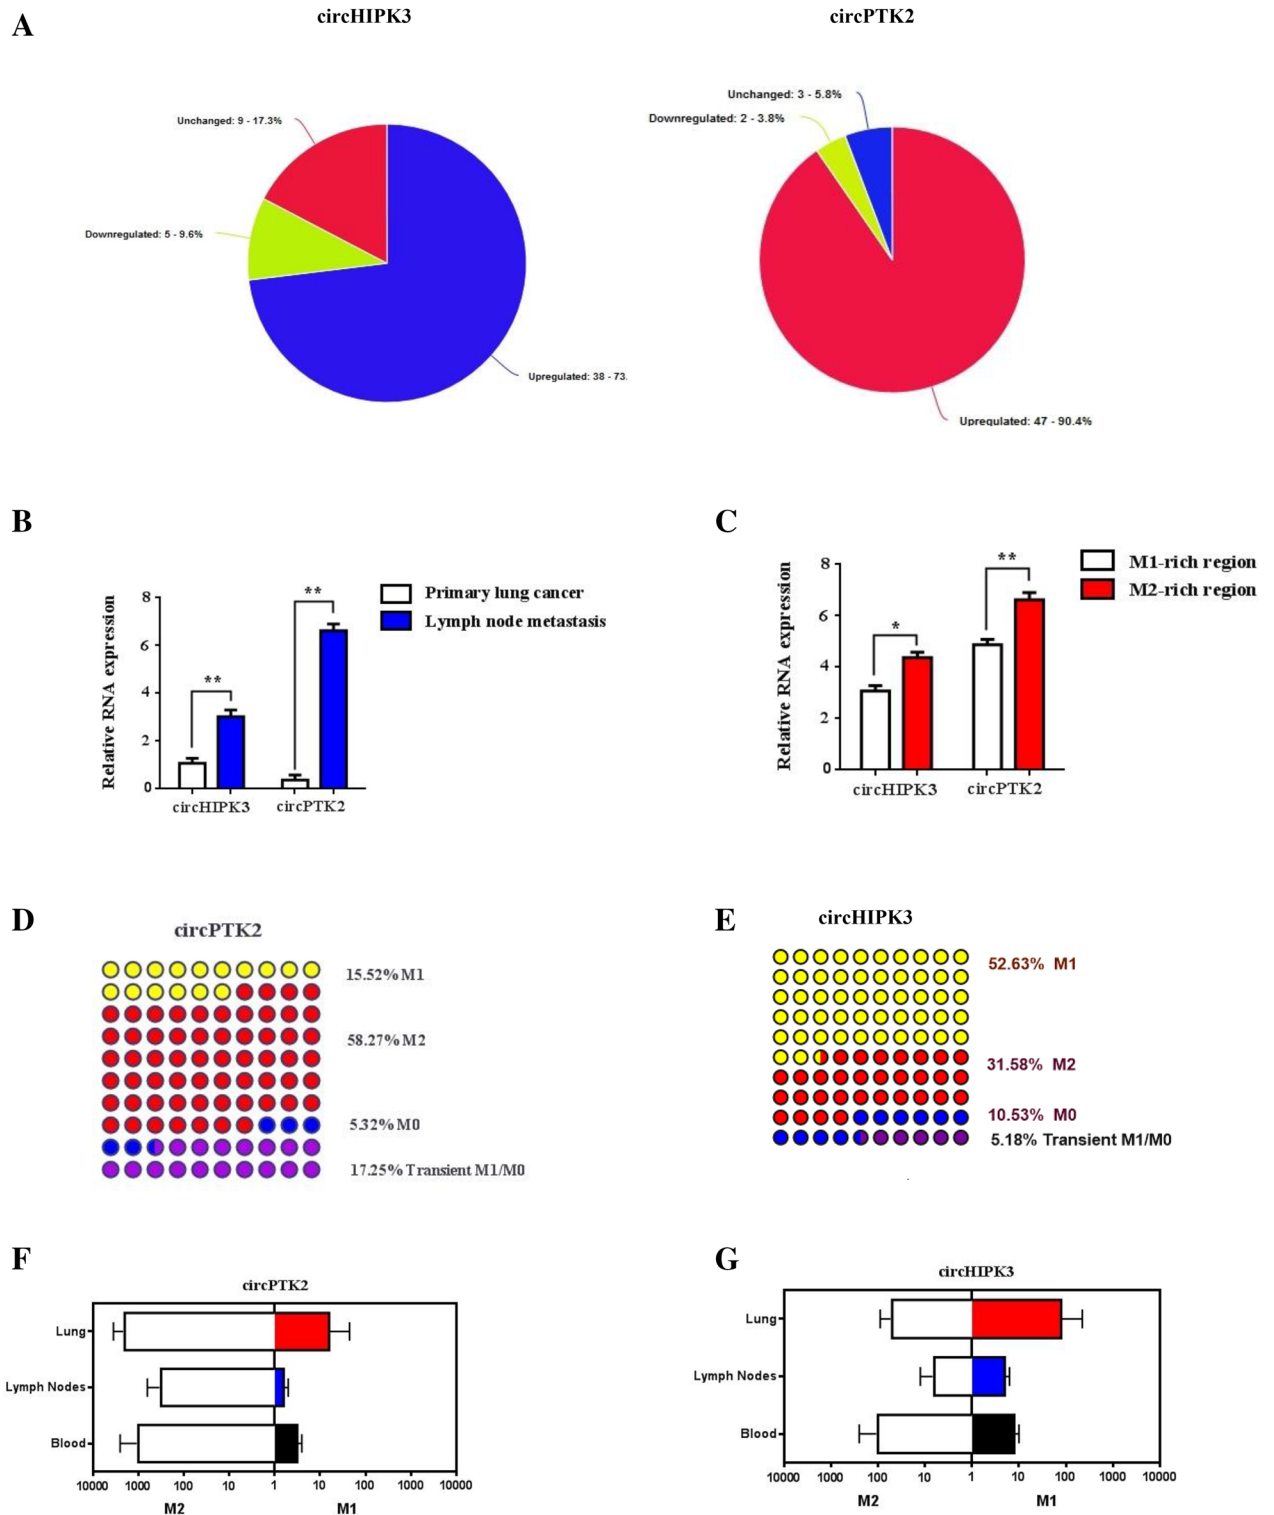 A
circHIPK3
circPTK2
Unchanged: 9 - 17.3%
Downregulated: 5 - 9.6%
Upregulated: 38 - 73.
Unchanged: 3 - 5.8%
Downregulated: 2 - 3.8%
Upregulated: 47 - 90.4%
B
Relative RNA expression
8
6
4
2
0
**
**
circHIPK3
circPTK2
Primary lung cancer
Lymph node metastasis
C
Relative RNA expression
8
6
4
2
0
*
**
circHIPK3
circPTK2
M1-rich region
M2-rich region
D
circPTK2
15.52% M1
58.27% M2
5.32% M0
17.25% Transient M1/M0
E
circHIPK3
52.63% M1
31.58% M2
10.53% M0
5.18% Transient M1/M0
F
circPTK2
Lung
Lymph Nodes
Blood
10000 1000 100 10 1 10 100 1000 10000
M2 M1
G
circHIPK3
Lung
Lymph Nodes
Blood
10000 1000 100 10 1 10 100 1000 10000
M2 M1